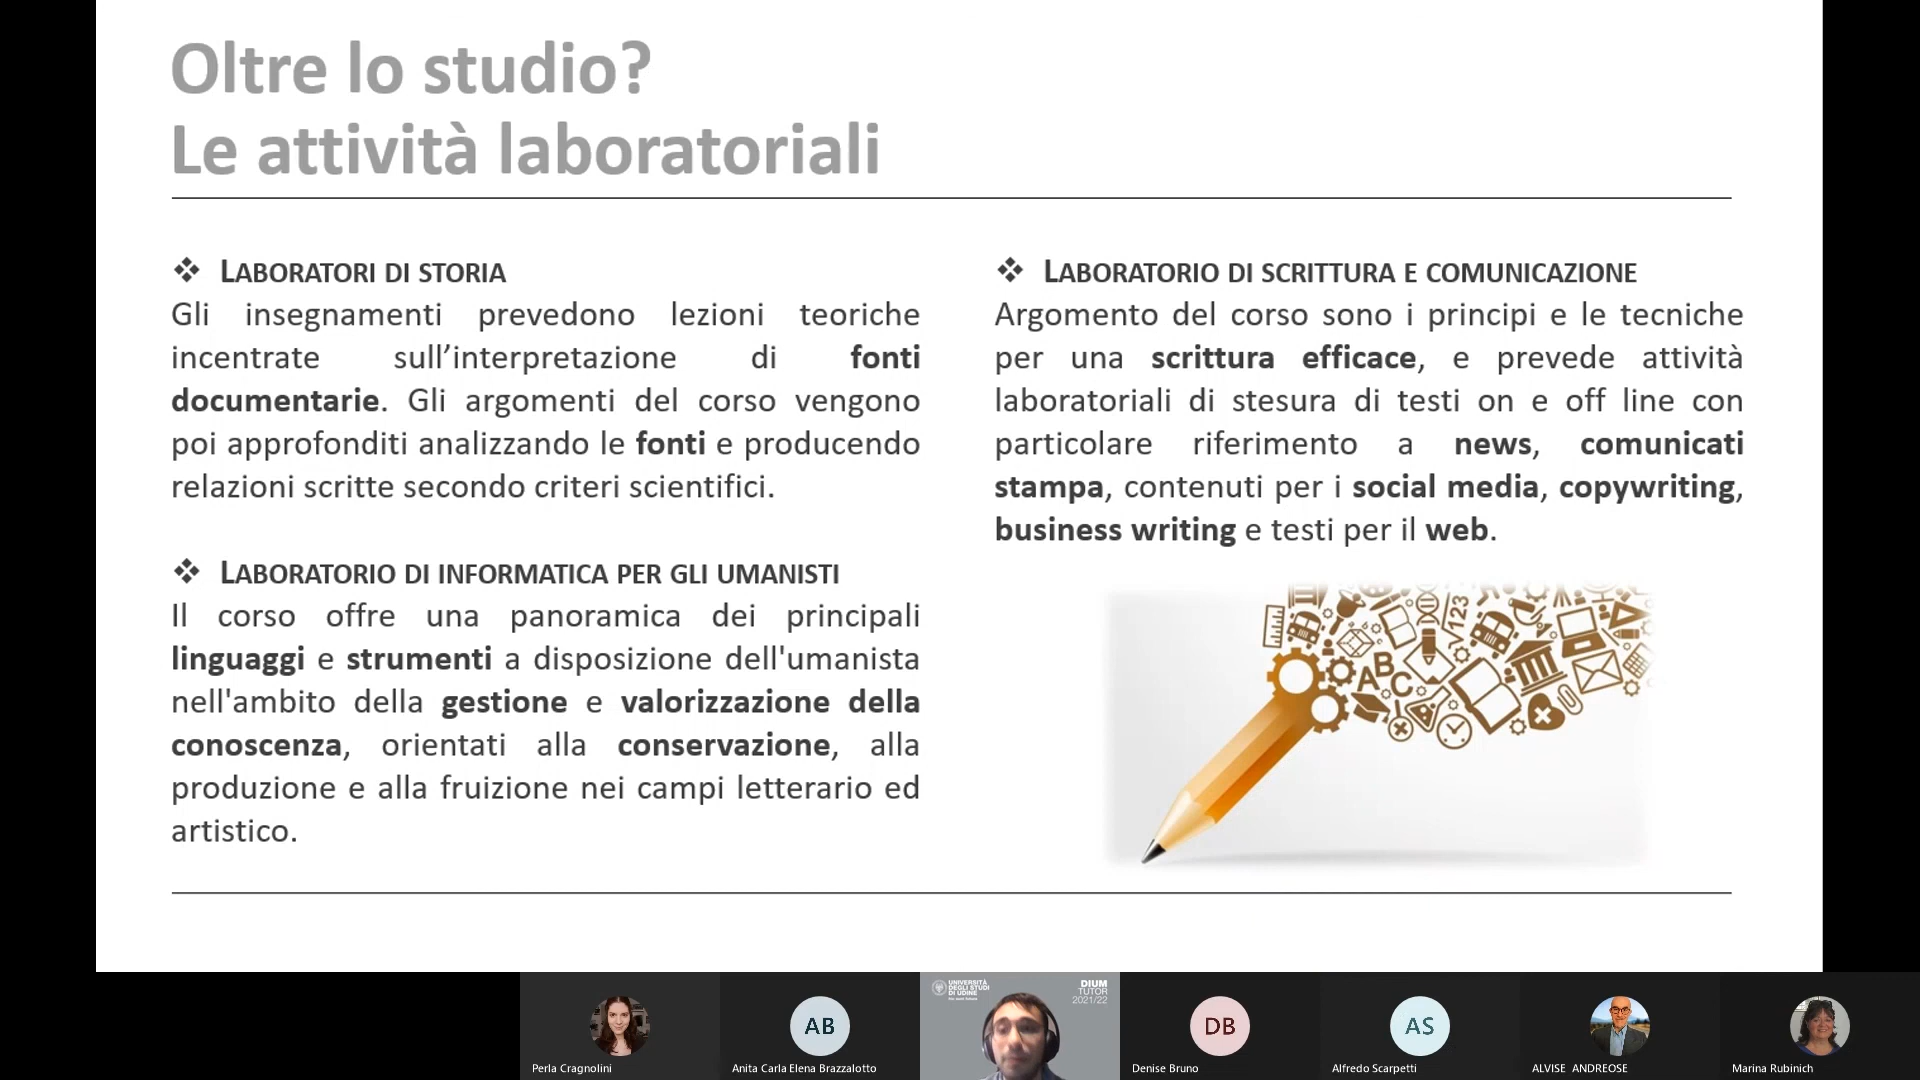 Oltre lo studio?
Le attività laboratoriali
❖ LABORATORI DI STORIA
Gli insegnamenti prevedono lezioni teoriche
incentrate sull’interpretazione di fonti
documentarie. Gli argomenti del corso vengono
poi approfonditi analizzando le fonti e producendo
relazioni scritte secondo criteri scientifici.
❖ LABORATORIO DI INFORMATICA PER GLI UMANISTI
Il corso offre una panoramica dei principali
linguaggi e strumenti a disposizione dell'umanista
nell'ambito della gestione e valorizzazione della
conoscenza, orientati alla conservazione, alla
produzione e alla fruizione nei campi letterario ed
artistico.
❖ LABORATORIO DI SCRITTURA E COMUNICAZIONE
Argomento del corso sono i principi e le tecniche
per una scrittura efficace, e prevede attività
laboratoriali di stesura di testi on e off line con
particolare riferimento a news, comunicati
stampa, contenuti per i social media, copywriting,
business writing e testi per il web.
123
ABC
AB
UNIVERSITÀ
DEGLI STUDI
DI UDINE
DIUM
TUTOR
2021/22
DB
AS
Perla Cragnolini
Anita Carla Elena Brazzalotto
Denise Bruno
Alfredo Scarpetti
ALVISE ANDREOSE
Marina Rubinich